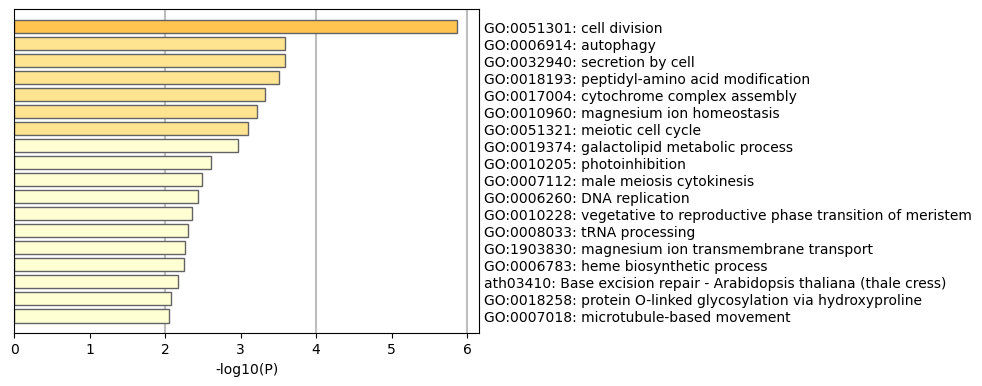 GO:0051301: cell division
GO:0006914: autophagy
GO:0032940: secretion by cell
GO:0018193: peptidyl-amino acid modification
GO:0017004: cytochrome complex assembly
GO:0010960: magnesium ion homeostasis
GO:0051321: meiotic cell cycle
GO:0019374: galactolipid metabolic process
GO:0010205: photoinhibition
GO:0007112: male meiosis cytokinesis
GO:0006260: DNA replication
GO:0010228: vegetative to reproductive phase transition of meristem
GO:0008033: tRNA processing
GO:1903830: magnesium ion transmembrane transport
GO:0006783: heme biosynthetic process
ath03410: Base excision repair - Arabidopsis thaliana (thale cress)
GO:0018258: protein O-linked glycosylation via hydroxyproline
GO:0007018: microtubule-based movement
0 1 2 3 4 5 6
-log10(P)